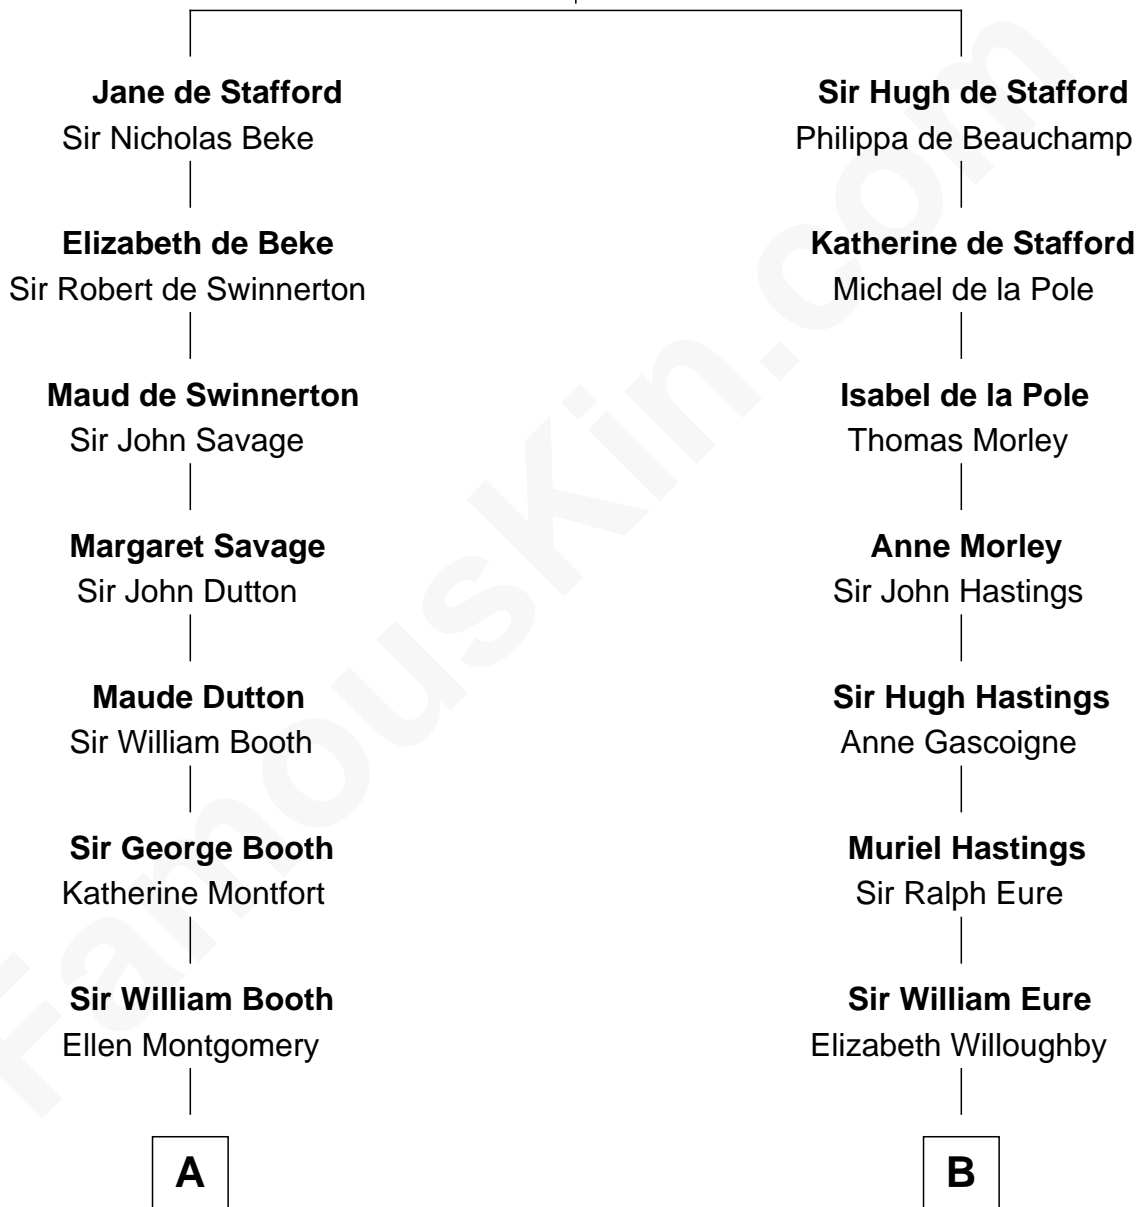 Jane de Stafford
Sir Nicholas Beke
Elizabeth de Beke
Sir Robert de Swinnerton
Maud de Swinnerton
Sir John Savage
Margaret Savage
Sir John Dutton
Maude Dutton
Sir William Booth
Sir George Booth
Katherine Montfort
Sir William Booth
Ellen Montgomery
A
Sir Hugh de Stafford
Philippa de Beauchamp
Katherine de Stafford
Michael de la Pole
Isabel de la Pole
Thomas Morley
Anne Morley
Sir John Hastings
Sir Hugh Hastings
Anne Gascoigne
Muriel Hastings
Sir Ralph Eure
Sir William Eure
Elizabeth Willoughby
B
FamousKin.com